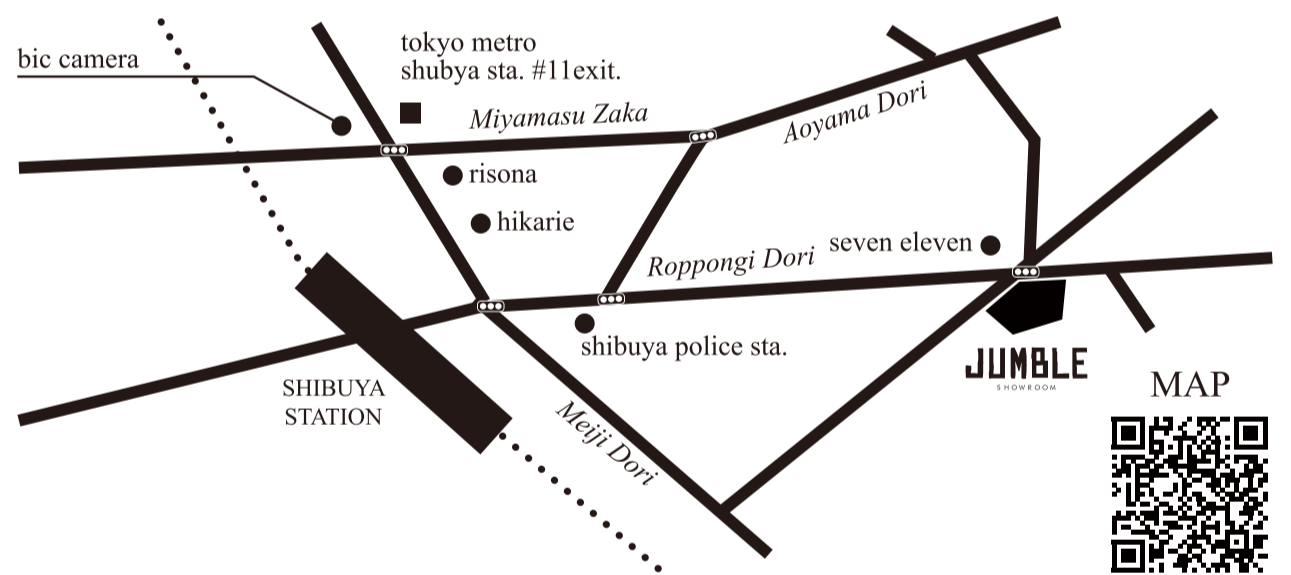 bic camera
tokyo metro
shubya sta. #11exit.
Miyamasu Zaka
Aoyama Dori
risona
hikarie
seven eleven
Roppongi Dori
shibuya police sta.
SHIBUYA
STATION
Meiji Dori
JUMBLE
SHOWROOM
MAP